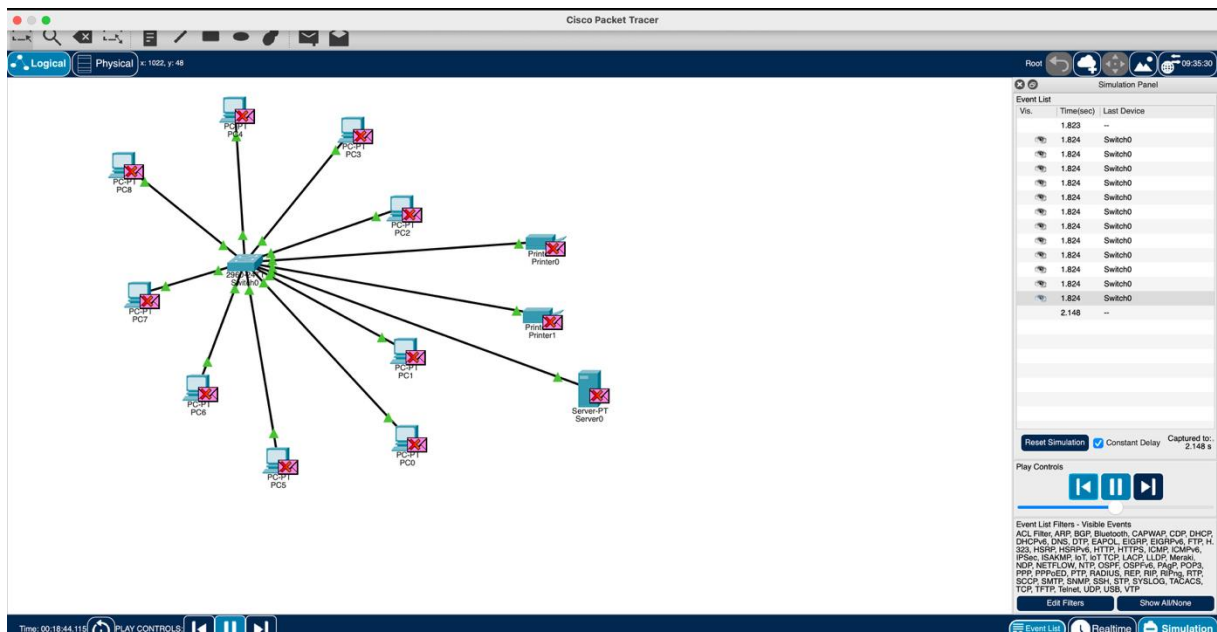 Cisco Packet Tracer
Logical
Physical
x: 1022, y: 48
Root
09:35:30
Simulation Panel
Event List
Vis. Time(sec) Last Device
1.823 --
1.824 Switch0
1.824 Switch0
1.824 Switch0
1.824 Switch0
1.824 Switch0
1.824 Switch0
1.824 Switch0
1.824 Switch0
1.824 Switch0
1.824 Switch0
1.824 Switch0
1.824 Switch0
2.148 --
PC-PT
PC4
PC-PT
PC3
PC-PT
PC8
PC-PT
PC2
Printer0
Switch0
PC-PT
PC7
Printer1
PC-PT
PC1
PC-PT
PC6
Server-PT
Server0
PC-PT
PC0
PC-PT
PC5
Reset Simulation
Constant Delay
Captured to:
2.148 s
Play Controls
Event List Filters - Visible Events
ACL Filter, ARP, BGP, Bluetooth, CAPWAP, CDP, DHCP,
DHCPv6, DNS, DTP, EAPOL, EIGRP, EIGRPv6, FTP, H.
323, HSRP, HSRPv6, HTTP, HTTPS, ICMP, ICMPv6,
IPSec, ISAKMP, IoT, IoT TCP, LACP, LLDP, Meraki,
NDP, NETFLOW, NTP, OSPF, OSPFv6, PAgP, POP3,
PPP, PPPoED, PTP, RADIUS, REP, RIP, RIPng, RTP,
SCCP, SMTP, SNMP, SSH, STP, SYSLOG, TACACS,
TCP, TFTP, Telnet, UDP, USB, VTP
Edit Filters
Show All/None
Time: 00:18:44.115
PLAY CONTROLS:
Event List
Realtime
Simulation